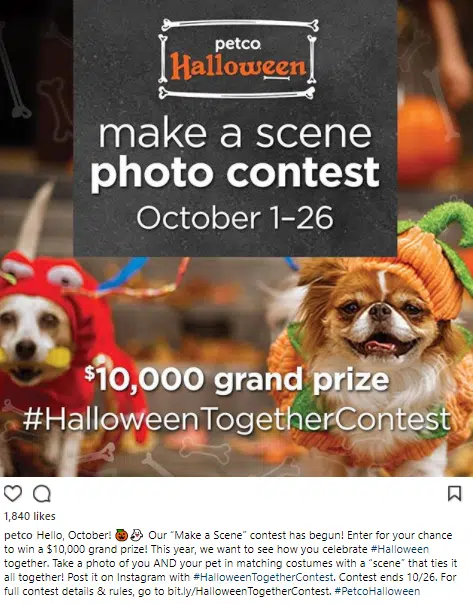 petco
Halloween
make a scene
photo contest
October 1–26
$10,000 grand prize
#HalloweenTogetherContest
1,840 likes
petco Hello, October! 🎃👻 Our “Make a Scene” contest has begun! Enter for your chance
to win a $10,000 grand prize! This year, we want to see how you celebrate #Halloween
together. Take a photo of you AND your pet in matching costumes with a “scene” that ties it
all together! Post it on Instagram with #HalloweenTogetherContest. Contest ends 10/26. For
full contest details & rules, go to bit.ly/HalloweenTogetherContest. #PetcoHalloween